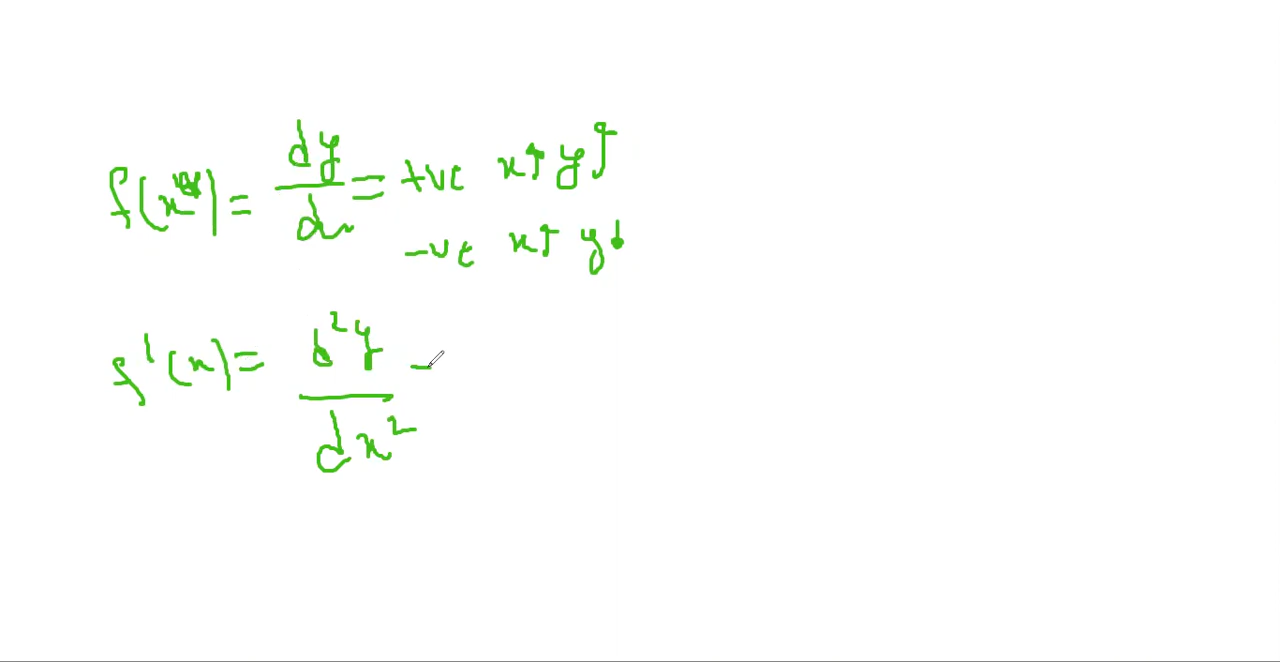 f(x) = dy/dx = +ve x↑ y↑
-ve x↑ y↓
f'(x) = d²y/dx² -